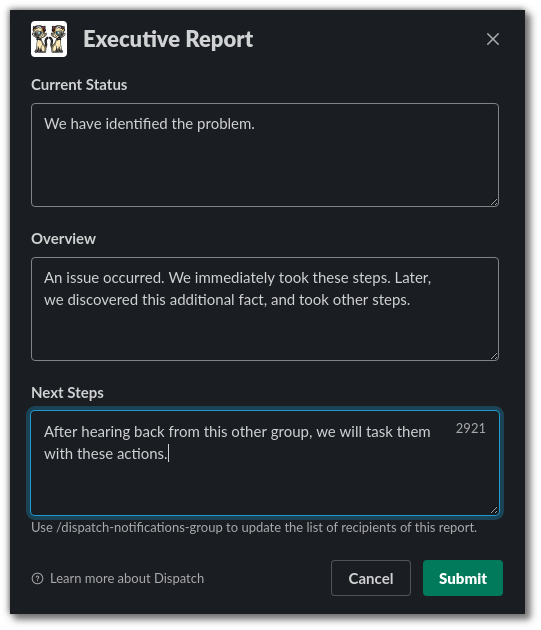 Executive Report
Current Status
We have identified the problem.
Overview
An issue occurred. We immediately took these steps. Later,
we discovered this additional fact, and took other steps.
Next Steps
After hearing back from this other group, we will task them
with these actions.
2921
Use /dispatch-notifications-group to update the list of recipients of this report.
Learn more about Dispatch
Cancel
Submit